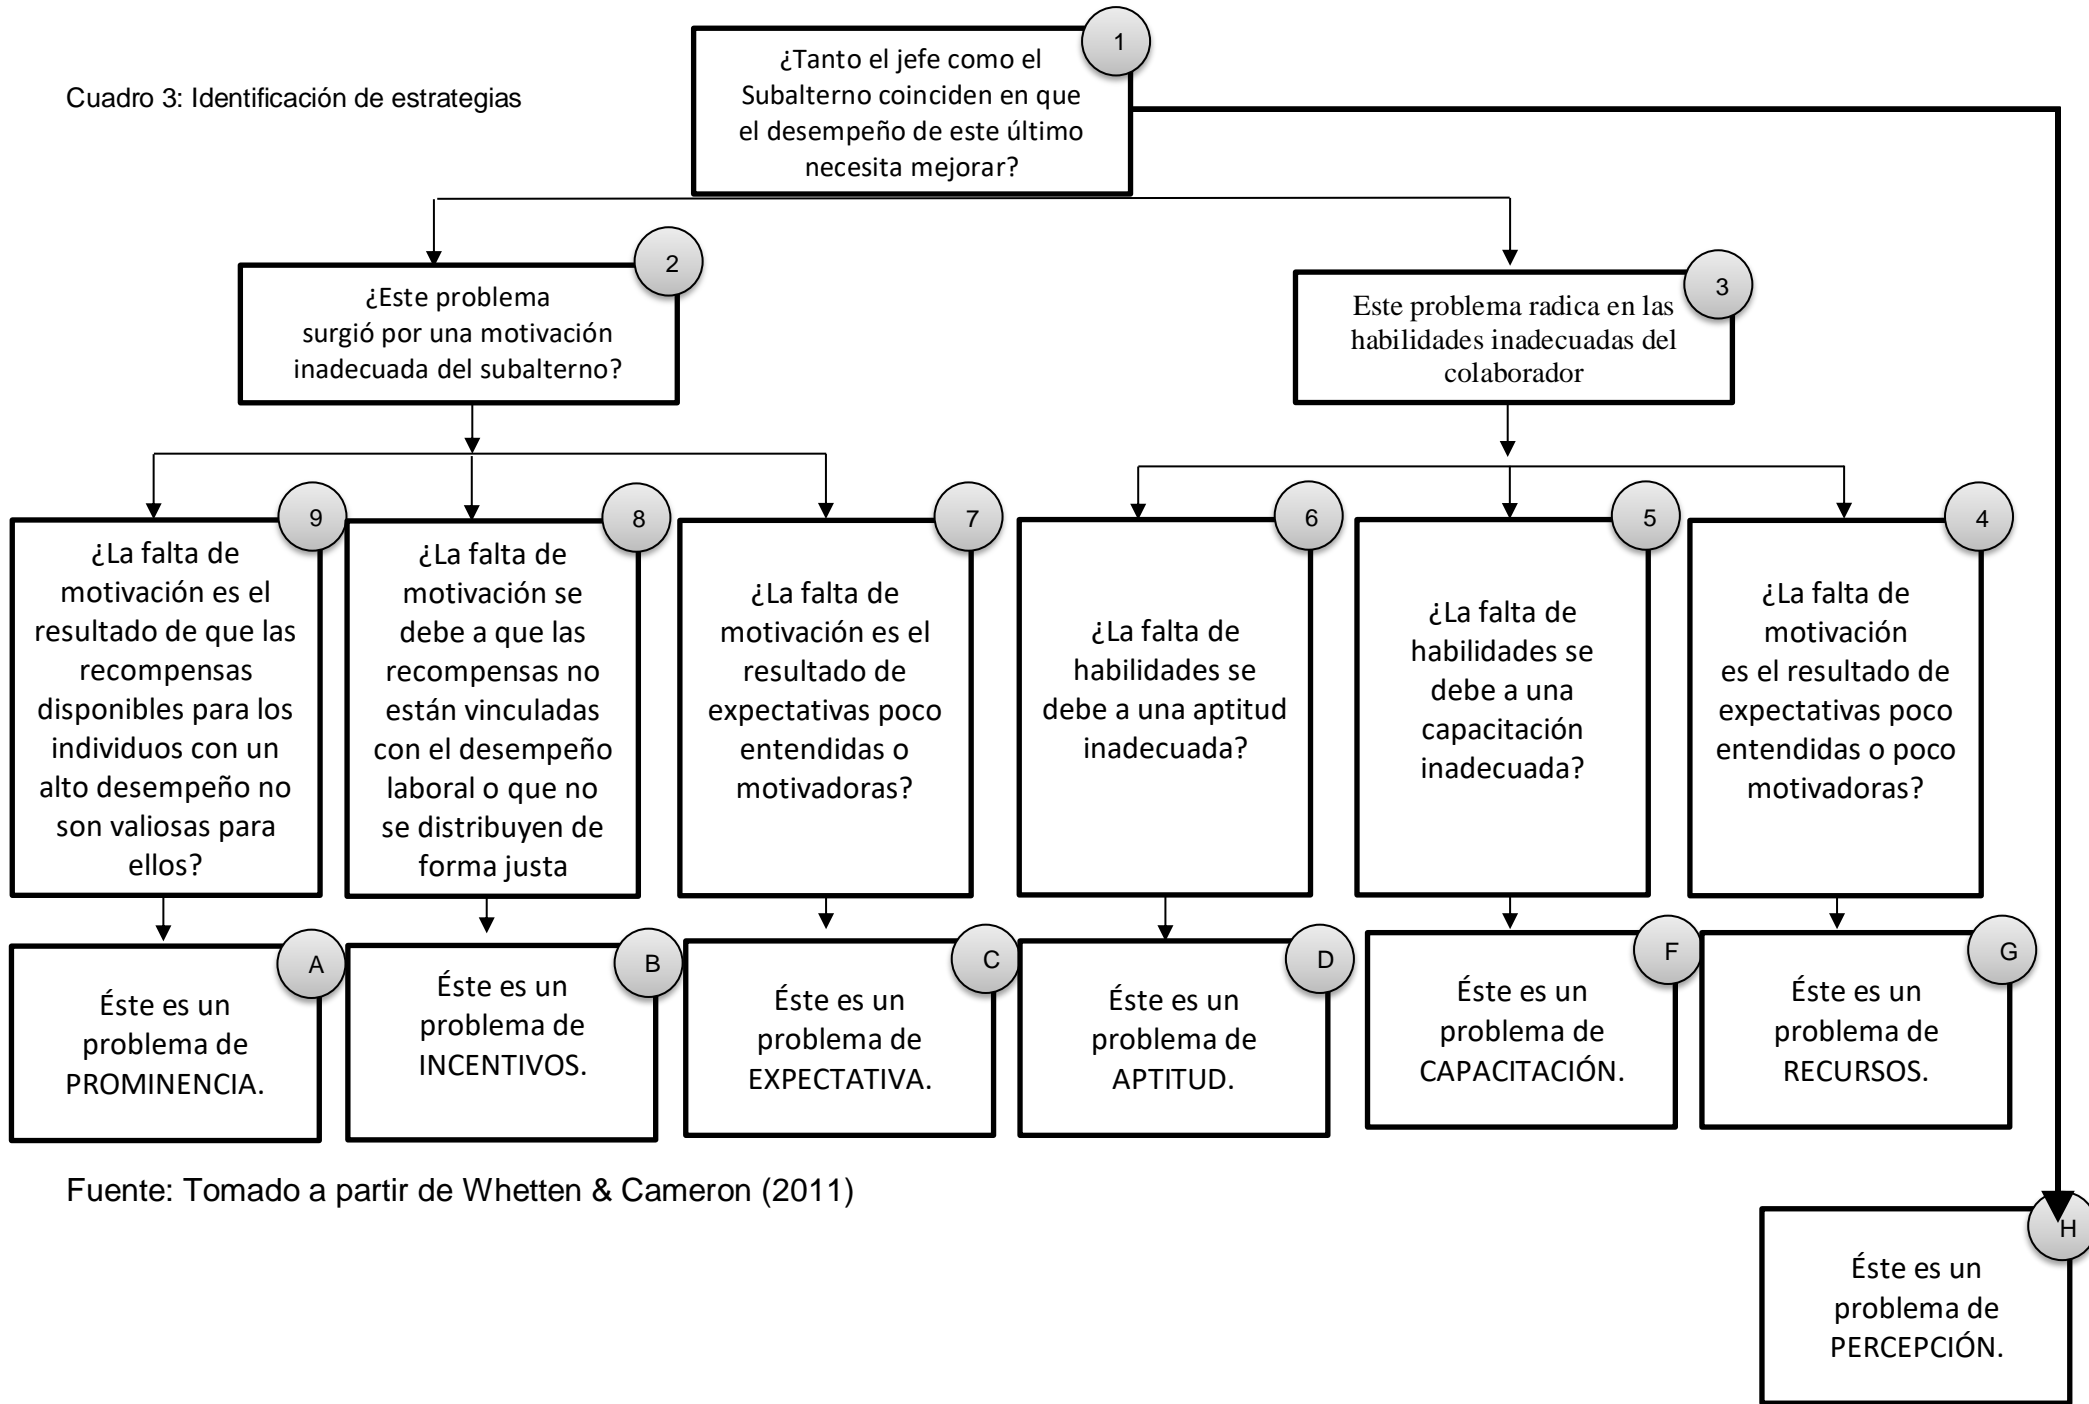 1
¿Tanto el jefe como el
Subalterno coinciden en que
el desempeño de este último
necesita mejorar?
Cuadro 3: Identificación de estrategias
2
¿Este problema
surgió por una motivación
inadecuada del subalterno?
3
Este problema radica en las
habilidades inadecuadas del
colaborador
9
¿La falta de
motivación es el
resultado de que las
recompensas
disponibles para los
individuos con un
alto desempeño no
son valiosas para
ellos?
8
¿La falta de
motivación se
debe a que las
recompensas no
están vinculadas
con el desempeño
laboral o que no
se distribuyen de
forma justa
7
¿La falta de
motivación es el
resultado de
expectativas poco
entendidas o
motivadoras?
6
¿La falta de
habilidades se
debe a una aptitud
inadecuada?
5
¿La falta de
habilidades se
debe a una
capacitación
inadecuada?
4
¿La falta de
motivación
es el resultado de
expectativas poco
entendidas o poco
motivadoras?
A
Éste es un
problema de
PROMINENCIA.
B
Éste es un
problema de
INCENTIVOS.
C
Éste es un
problema de
EXPECTATIVA.
D
Éste es un
problema de
APTITUD.
F
Éste es un
problema de
CAPACITACIÓN.
G
Éste es un
problema de
RECURSOS.
Fuente: Tomado a partir de Whetten & Cameron (2011)
H
Éste es un
problema de
PERCEPCIÓN.